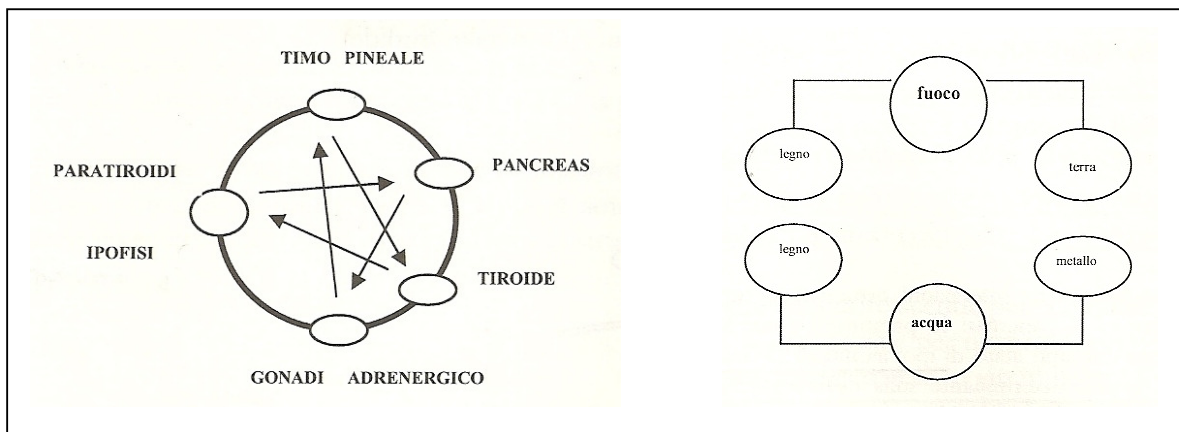 TIMO PINEALE
PARATIROIDI
PANCREAS
IPOFISI
TIROIDE
GONADI ADRENERGICO
fuoco
legno
terra
legno
metallo
acqua